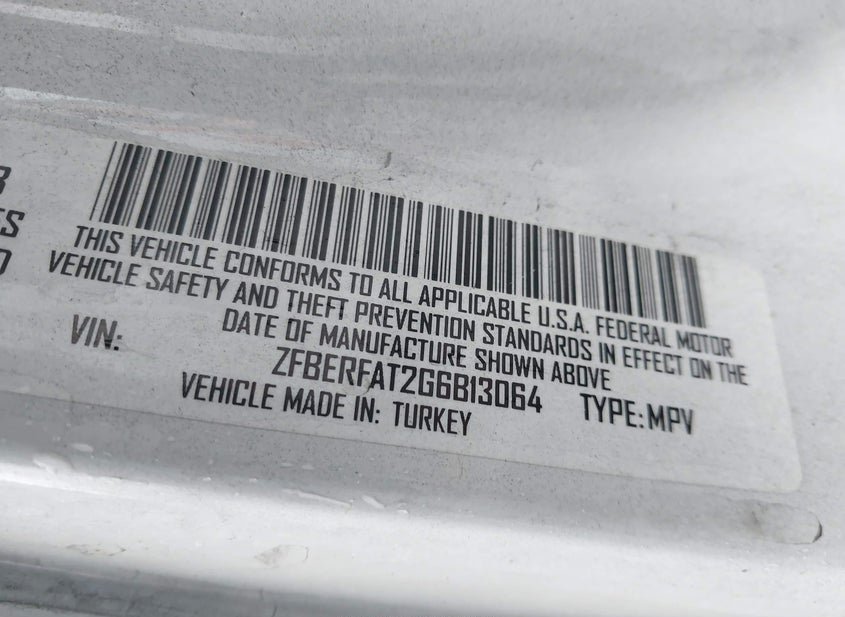 THIS VEHICLE CONFORMS TO ALL APPLICABLE U.S.A. FEDERAL MOTOR
VEHICLE SAFETY AND THEFT PREVENTION STANDARDS IN EFFECT ON THE
DATE OF MANUFACTURE SHOWN ABOVE
VIN: ZFBERFAT2G6B13064 TYPE: MPV
VEHICLE MADE IN: TURKEY